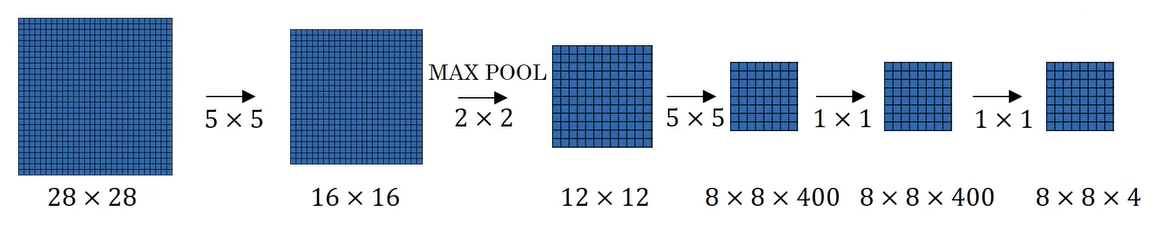 MAX POOL
5 × 5
2 × 2
5 × 5
1 × 1
1 × 1
28 × 28
16 × 16
12 × 12
8 × 8 × 400
8 × 8 × 400
8 × 8 × 4